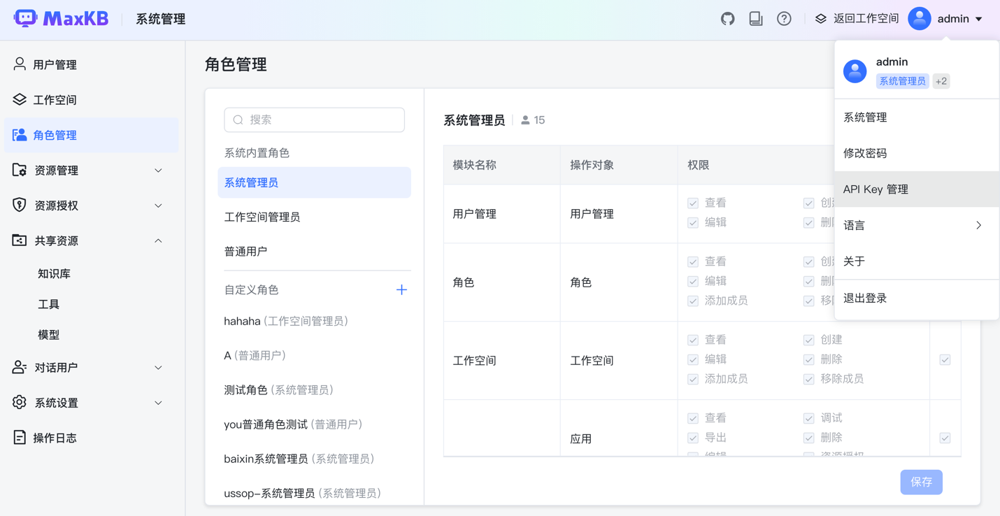 MaxKB
系统管理
返回工作空间
admin
用户管理
工作空间
角色管理
资源管理
资源授权
共享资源
知识库
工具
模型
对话用户
系统设置
操作日志
角色管理
搜索
系统内置角色
系统管理员
工作空间管理员
普通用户
自定义角色
hahaha (工作空间管理员)
A (普通用户)
测试角色 (系统管理员)
you普通角色测试 (普通用户)
baixin系统管理员 (系统管理员)
ussop-系统管理员 (系统管理员)
系统管理员 15
模块名称 操作对象 权限
用户管理 用户管理
查看
编辑
角色 角色
查看
编辑
添加成员
工作空间 工作空间
查看 创建
编辑 删除
添加成员 移除成员
应用
查看 调试
导出 删除
编辑 资源授权
保存
admin
系统管理员 +2
系统管理
修改密码
API Key 管理
语言
关于
退出登录